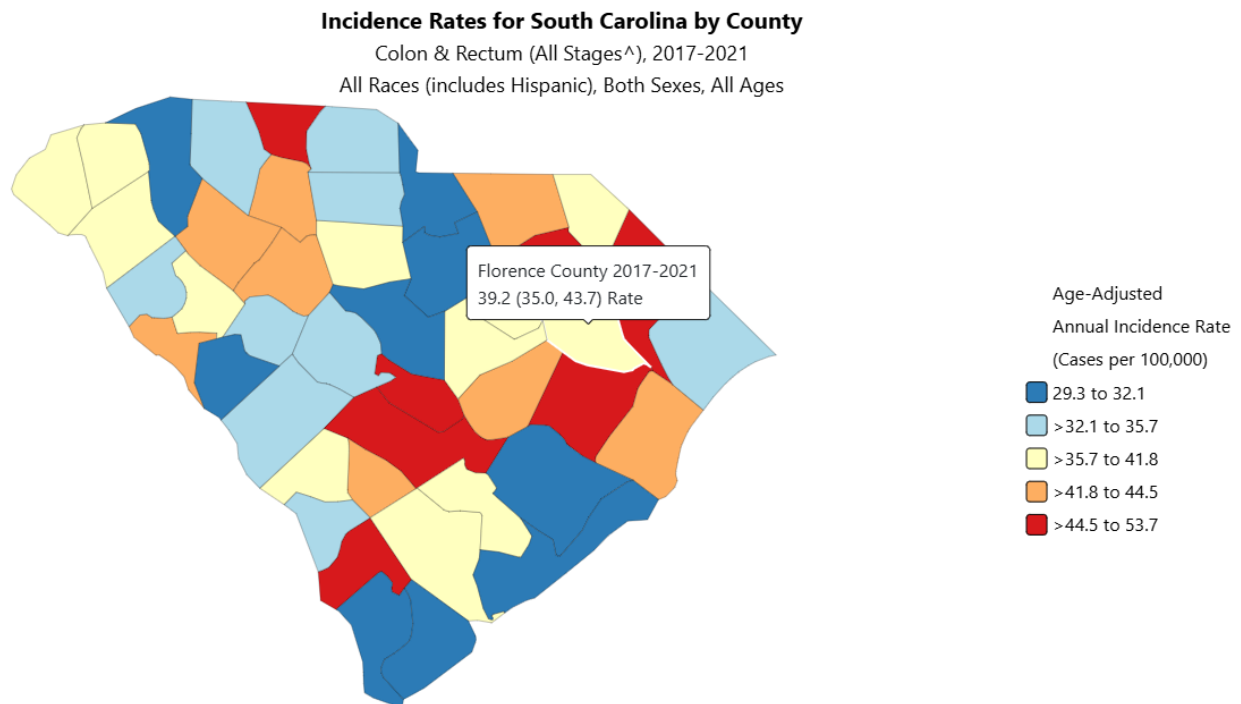 Incidence Rates for South Carolina by County
Colon & Rectum (All Stages^), 2017-2021
All Races (includes Hispanic), Both Sexes, All Ages
Florence County 2017-2021
39.2 (35.0, 43.7) Rate
Age-Adjusted
Annual Incidence Rate
(Cases per 100,000)
29.3 to 32.1
>32.1 to 35.7
>35.7 to 41.8
>41.8 to 44.5
>44.5 to 53.7